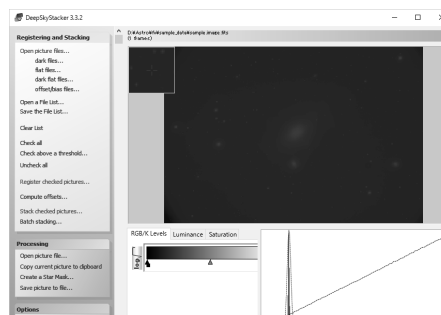 DeepSkyStacker 3.3.2
Registering and Stacking
Open picture files...
dark files...
flat files...
dark flat files...
offset/bias files...
Open a File List...
Save the File List...
Clear List
Check all
Check above a threshold...
Uncheck all
Register checked pictures...
Compute offsets...
Stack checked pictures...
Batch stacking...
Processing
Open picture file...
Copy current picture to clipboard
Create a Star Mask...
Save picture to file...
Options
(1 frames)
RGB/K Levels Luminance Saturation
log